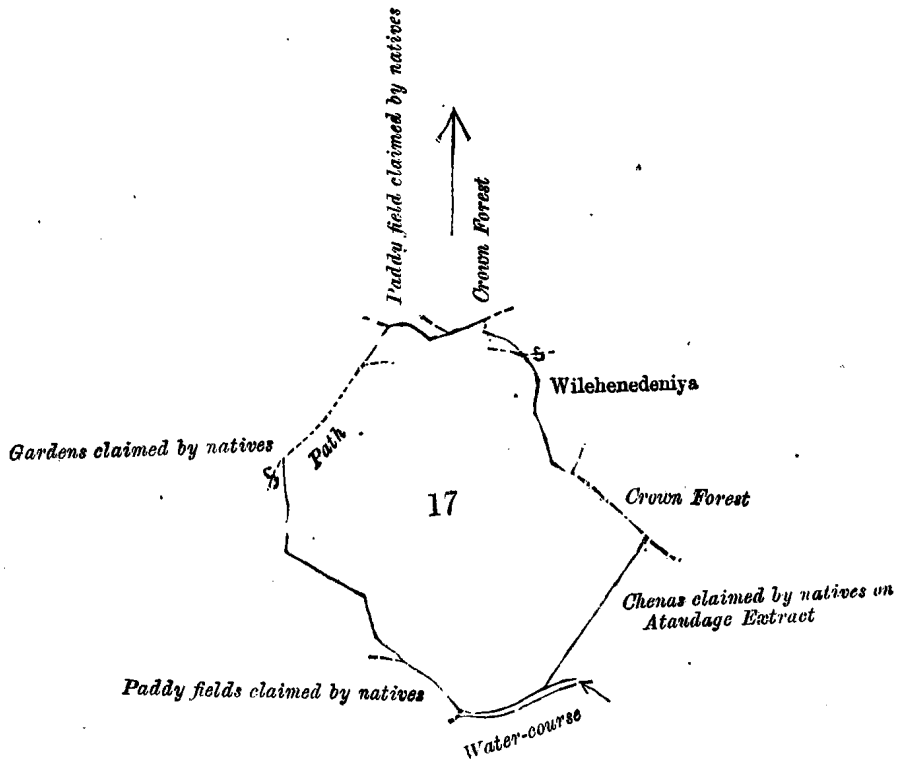 Paddy field claimed by natives
Crown Forest
Wilehenedeniya
Gardens claimed by natives
Path
17
Crown Forest
Chenas claimed by natives on
Ataudage Extract
Paddy fields claimed by natives
Water-course